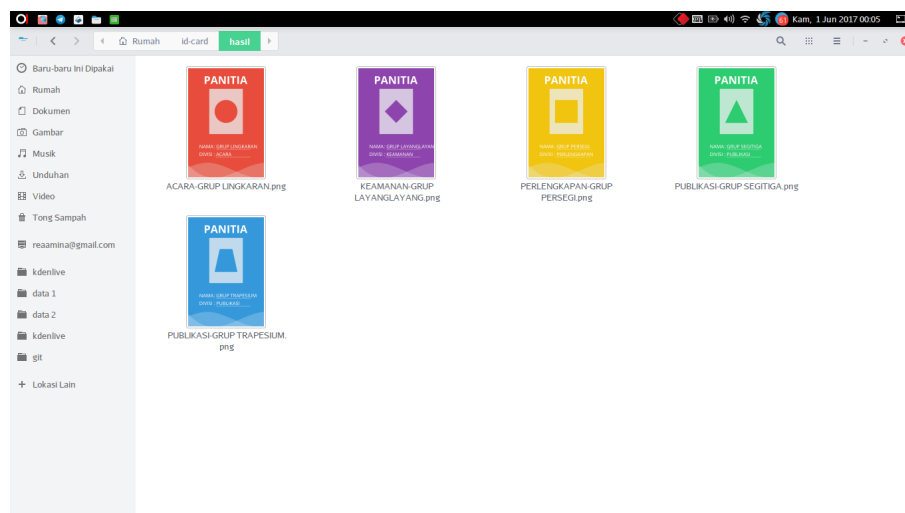 61 Kam, 1 Jun 2017 00:05
Rumah id-card hasil
Baru-baru Ini Dipakai
Rumah
Dokumen
Gambar
Musik
Unduhan
Video
Tong Sampah
reaamina@gmail.com
kdenlive
data 1
data 2
kdenlive
git
+ Lokasi Lain
PANITIA
NAMA: GRUP LINGKARAN
DIVISI : ACARA
ACARA-GRUP LINGKARAN.png
PANITIA
NAMA: GRUP LAYANGLAYAN
DIVISI : KEAMANAN
KEAMANAN-GRUP
LAYANGLAYANG.png
PANITIA
NAMA: GRUP PERSEGI
DIVISI : PERLENGKAPAN
PERLENGKAPAN-GRUP
PERSEGI.png
PANITIA
NAMA: GRUP SEGITIGA
DIVISI : PUBLIKASI
PUBLIKASI-GRUP SEGITIGA.png
PANITIA
NAMA: GRUP TRAPESIUM
DIVISI : PUBLIKASI
PUBLIKASI-GRUP TRAPESIUM.
png